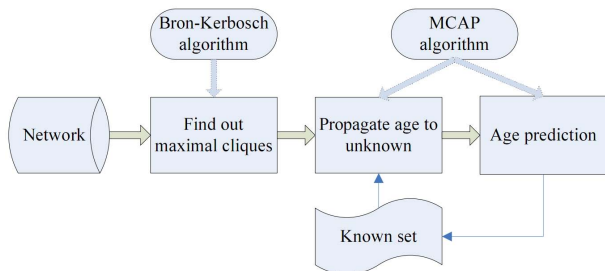 Bron-Kerbosch
algorithm
MCAP
algorithm
Network
Find out
maximal cliques
Propagate age to
unknown
Age prediction
Known set